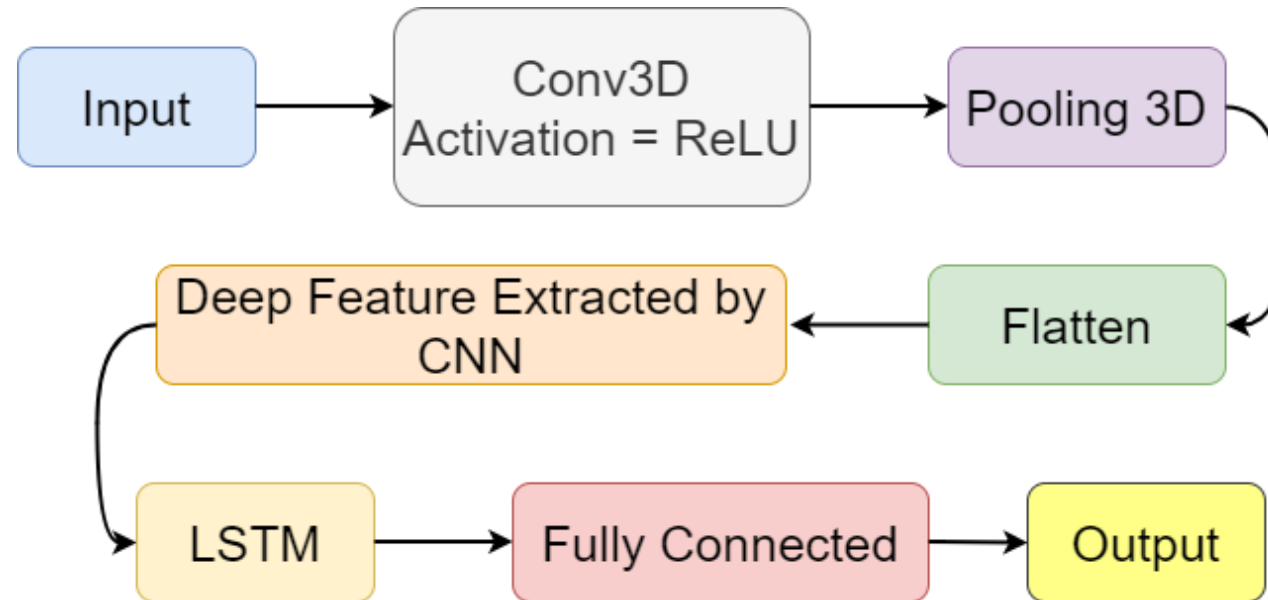 Input
Conv3D
Activation = ReLU
Pooling 3D
Flatten
Deep Feature Extracted by
CNN
LSTM
Fully Connected
Output